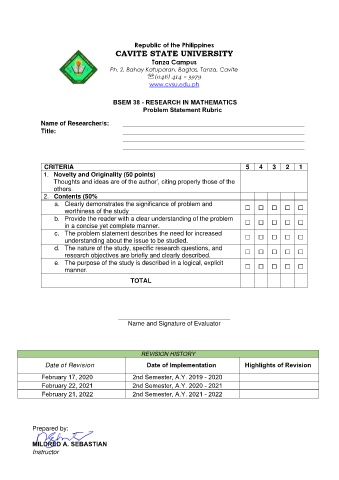 Republic of the Philippines
CAVITE STATE UNIVERSITY
Tanza Campus
Ph. 2, Bahay Katuparan, Bagtas, Tanza, Cavite
☏(046) 414 – 3979
www.cvsu.edu.ph
BSEM 38 - RESEARCH IN MATHEMATICS
Problem Statement Rubric
Name of Researcher/s:
Title:
CRITERIA 5 4 3 2 1
1. Novelty and Originality (50 points)
Thoughts and ideas are of the author', citing properly those of the
others
2. Contents (50%
a. Clearly demonstrates the significance of problem and
worthiness of the study ☐ ☐ ☐ ☐ ☐
b. Provide the reader with a clear understanding of the problem
in a concise yet complete manner. ☐ ☐ ☐ ☐ ☐
c. The problem statement describes the need for increased
understanding about the issue to be studied. ☐ ☐ ☐ ☐ ☐
d. The nature of the study, specific research questions, and
research objectives are briefly and clearly described. ☐ ☐ ☐ ☐ ☐
e. The purpose of the study is described in a logical, explicit
manner. ☐ ☐ ☐ ☐ ☐
TOTAL
Name and Signature of Evaluator
REVISION HISTORY
Date of Revision Date of Implementation Highlights of Revision
February 17, 2020 2nd Semester, A.Y. 2019 - 2020
February 22, 2021 2nd Semester, A.Y. 2020 - 2021
February 21, 2022 2nd Semester, A.Y. 2021 - 2022
Prepared by:
MILDRED A. SEBASTIAN
Instructor